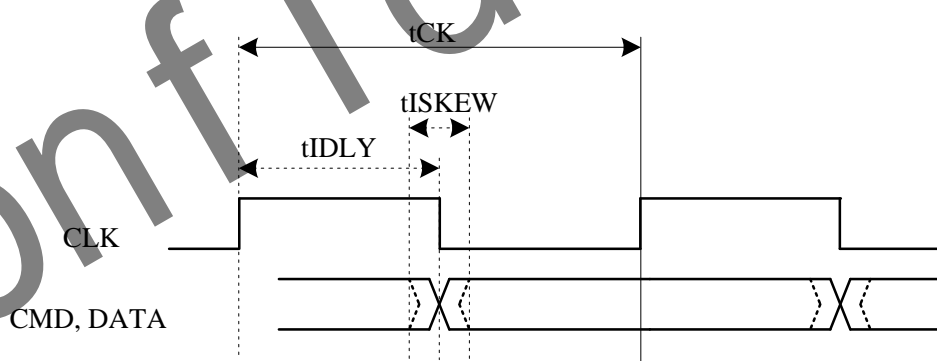 tCK
tISKEW
tIDLY
CLK
CMD, DATA